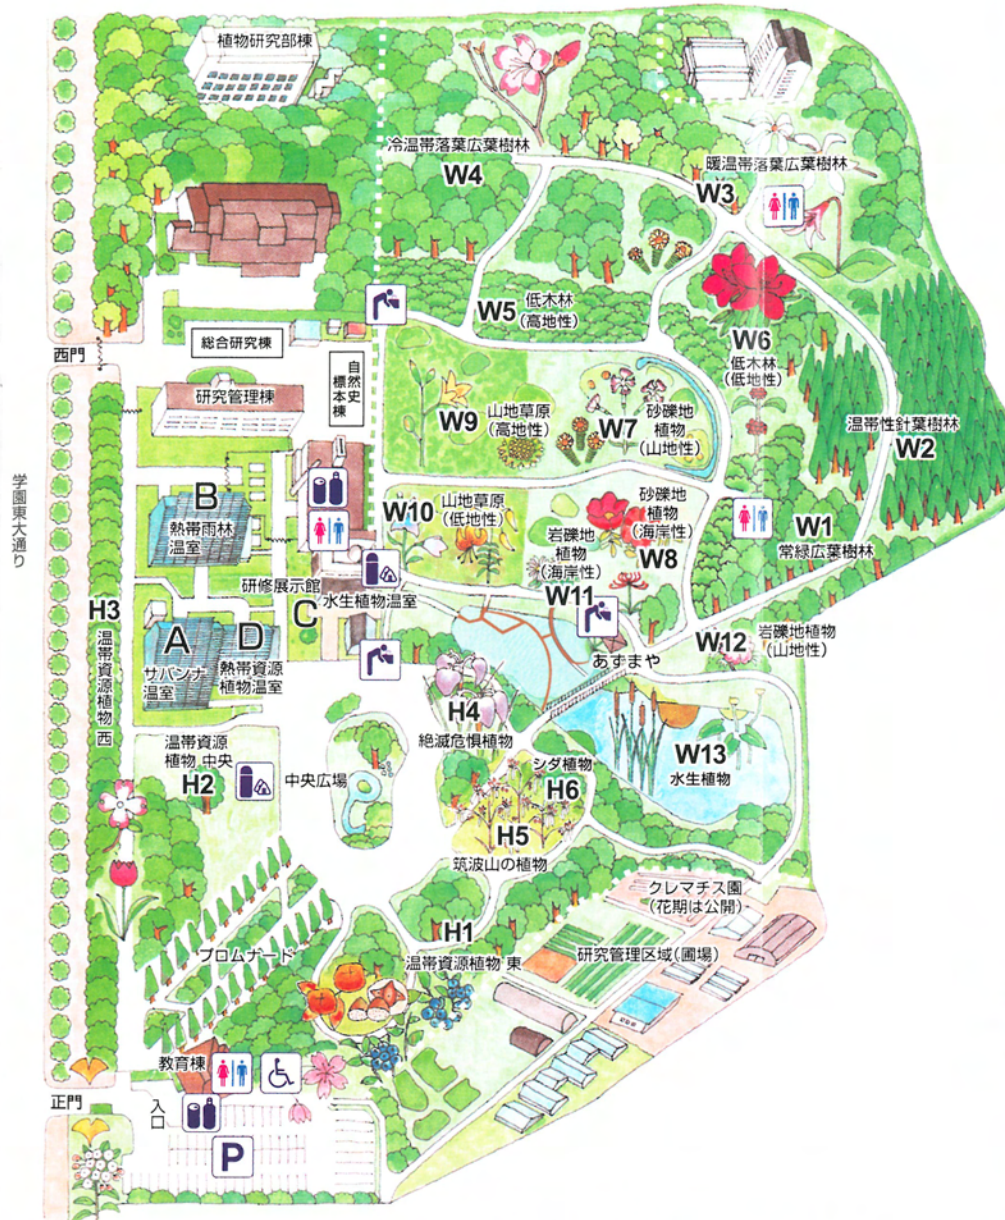 植物研究部棟
冷温帯落葉広葉樹林
W4
暖温帯落葉広葉樹林
W3
W5
低木林
(高地性)
W6
低木林
(低地性)
西門
総合研究棟
自然史
標本棟
研究管理棟
W9
山地草原
(高地性)
W7
砂礫地
植物
(山地性)
温帯性針葉樹林
W2
学園東大通り
B
熱帯雨林
温室
W10
山地草原
(低地性)
岩礫地
植物
(海岸性)
W11
砂礫地
植物
(海岸性)
W8
W1
常緑広葉樹林
研修展示館
C
水生植物温室
H3
温帯資源植物 西
A
サバンナ
温室
D
熱帯資源
植物温室
あずまや
W12
岩礫地植物
(山地性)
H4
絶滅危惧植物
W13
水生植物
温帯資源
植物 中央
H2
中央広場
シダ植物
H6
H5
筑波山の植物
クレマチス園
(花期は公開)
H1
温帯資源植物 東
研究管理区域(圃場)
プロムナード
教育棟
正門
入口
P